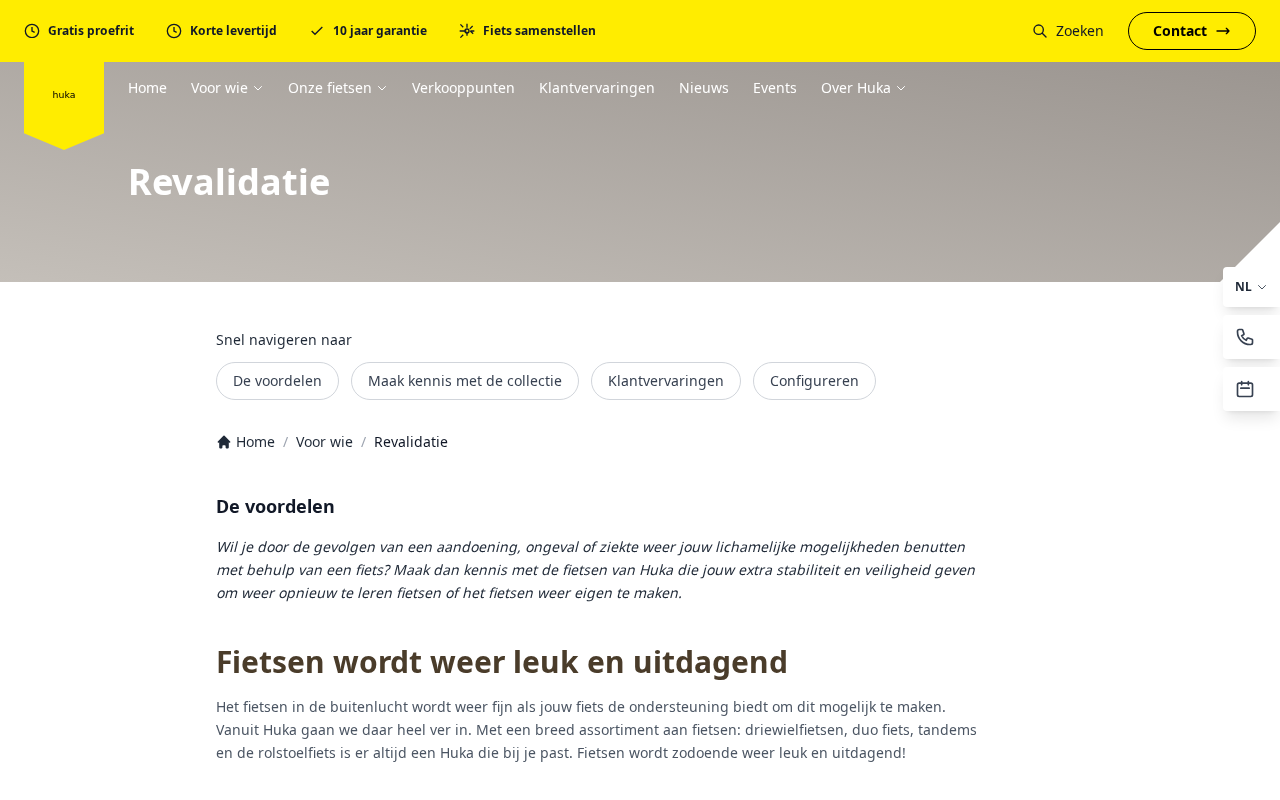 Gratis proefrit
Korte levertijd
10 jaar garantie
Fiets samenstellen
Zoeken
Contact
huka
Home
Voor wie
Onze fietsen
Verkooppunten
Klantvervaringen
Nieuws
Events
Over Huka
Revalidatie
NL
Snel navigeren naar
De voordelen
Maak kennis met de collectie
Klantvervaringen
Configureren
Home / Voor wie / Revalidatie
De voordelen
Wil je door de gevolgen van een aandoening, ongeval of ziekte weer jouw lichamelijke mogelijkheden benutten
met behulp van een fiets? Maak dan kennis met de fietsen van Huka die jouw extra stabiliteit en veiligheid geven
om weer opnieuw te leren fietsen of het fietsen weer eigen te maken.
Fietsen wordt weer leuk en uitdagend
Het fietsen in de buitenlucht wordt weer fijn als jouw fiets de ondersteuning biedt om dit mogelijk te maken.
Vanuit Huka gaan we daar heel ver in. Met een breed assortiment aan fietsen: driewielfietsen, duo fiets, tandems
en de rolstoelfiets is er altijd een Huka die bij je past. Fietsen wordt zodoende weer leuk en uitdagend!